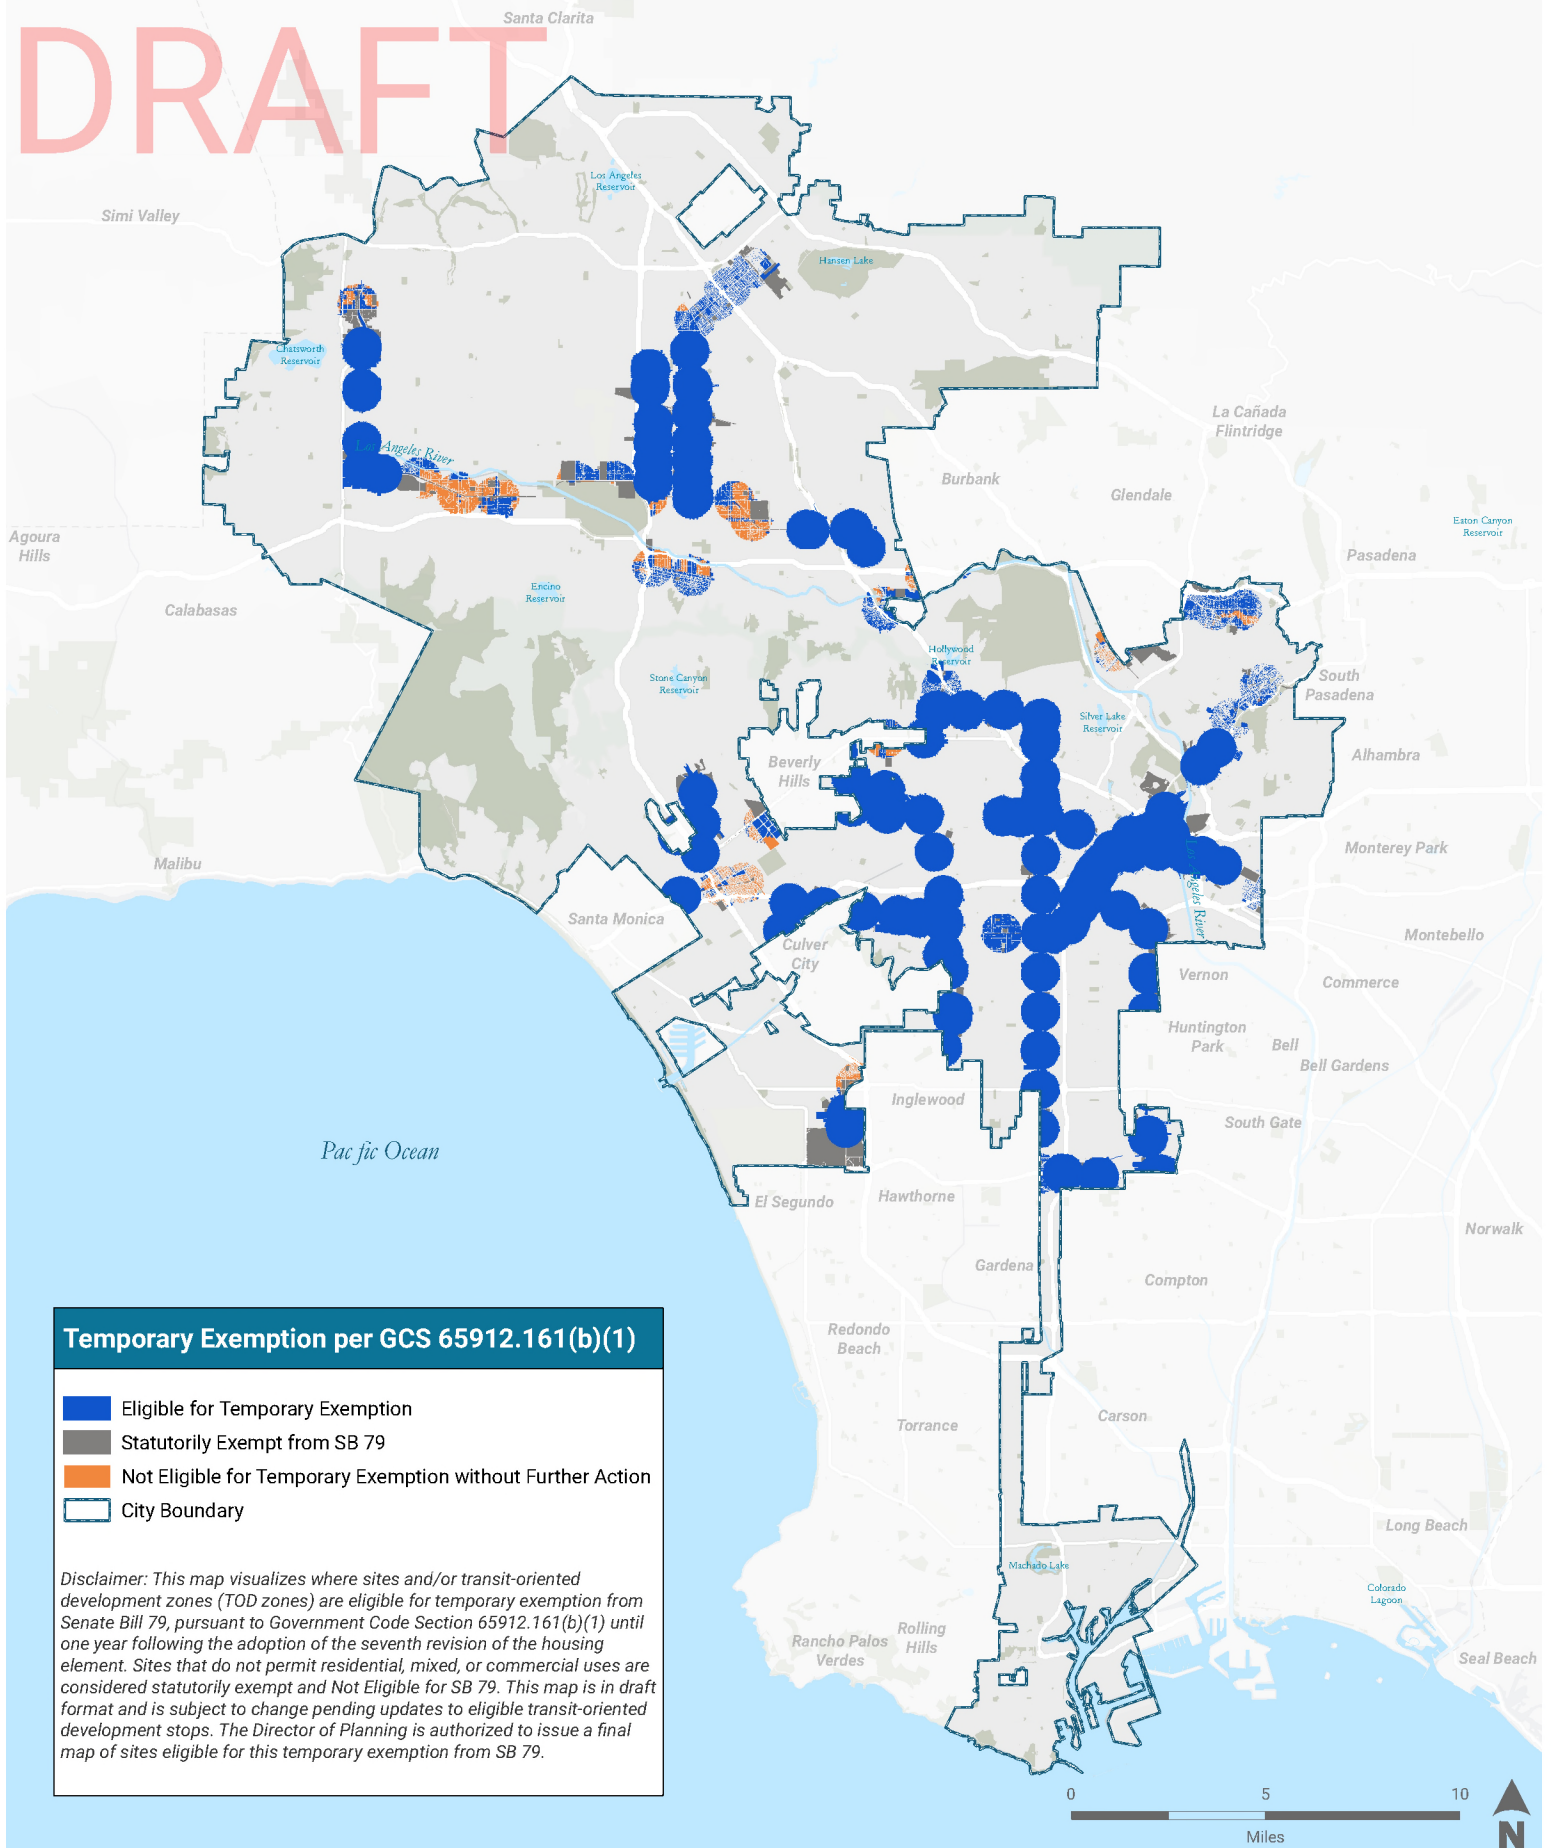 DRAFT
Santa Clarita
Los Angeles
Reservoir
Simi Valley
Hansen Lake
Chatsworth
Reservoir
La Cañada
Flintridge
Los Angeles River
Burbank
Glendale
Eaton Canyon
Reservoir
Agoura
Hills
Pasadena
Encino
Reservoir
Calabasas
Hollywood
Reservoir
Stone Canyon
Reservoir
South
Pasadena
Silver Lake
Reservoir
Alhambra
Beverly
Hills
Monterey Park
Malibu
Los Angeles River
Santa Monica
Culver
City
Montebello
Vernon
Commerce
Huntington
Park
Bell
Bell Gardens
Inglewood
South Gate
Pac fic Ocean
El Segundo
Hawthorne
Norwalk
Gardena
Compton
Redondo
Beach
Torrance
Carson
Long Beach
Machado Lake
Colorado
Lagoon
Rolling
Hills
Rancho Palos
Verdes
Seal Beach
Temporary Exemption per GCS 65912.161(b)(1)
Eligible for Temporary Exemption
Statutorily Exempt from SB 79
Not Eligible for Temporary Exemption without Further Action
City Boundary
Disclaimer: This map visualizes where sites and/or transit-oriented
development zones (TOD zones) are eligible for temporary exemption from
Senate Bill 79, pursuant to Government Code Section 65912.161(b)(1) until
one year following the adoption of the seventh revision of the housing
element. Sites that do not permit residential, mixed, or commercial uses are
considered statutorily exempt and Not Eligible for SB 79. This map is in draft
format and is subject to change pending updates to eligible transit-oriented
development stops. The Director of Planning is authorized to issue a final
map of sites eligible for this temporary exemption from SB 79.
0 5 10
Miles
N